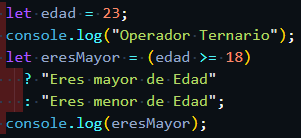 let edad = 23;
console.log("Operador Ternario");
let eresMayor = (edad >= 18)
? "Eres mayor de Edad"
: "Eres menor de Edad";
console.log(eresMayor);